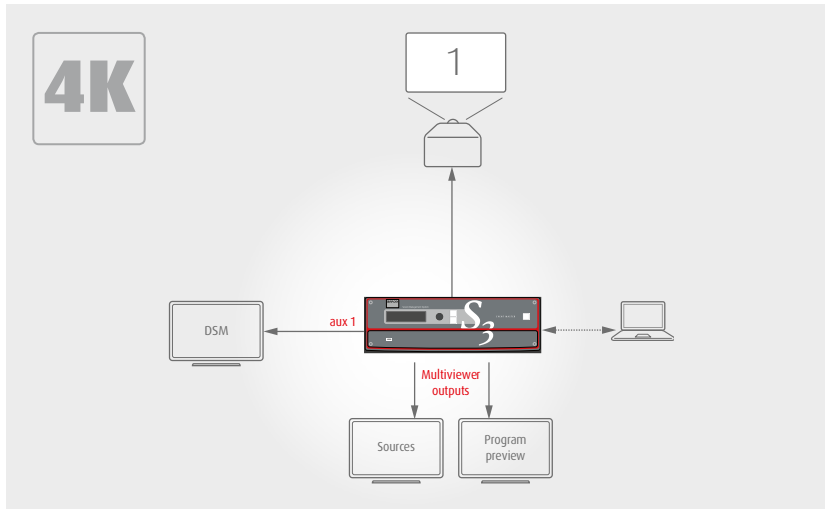 4K
1
S3
aux 1
DSM
Multiviewer
outputs
Sources
Program
preview